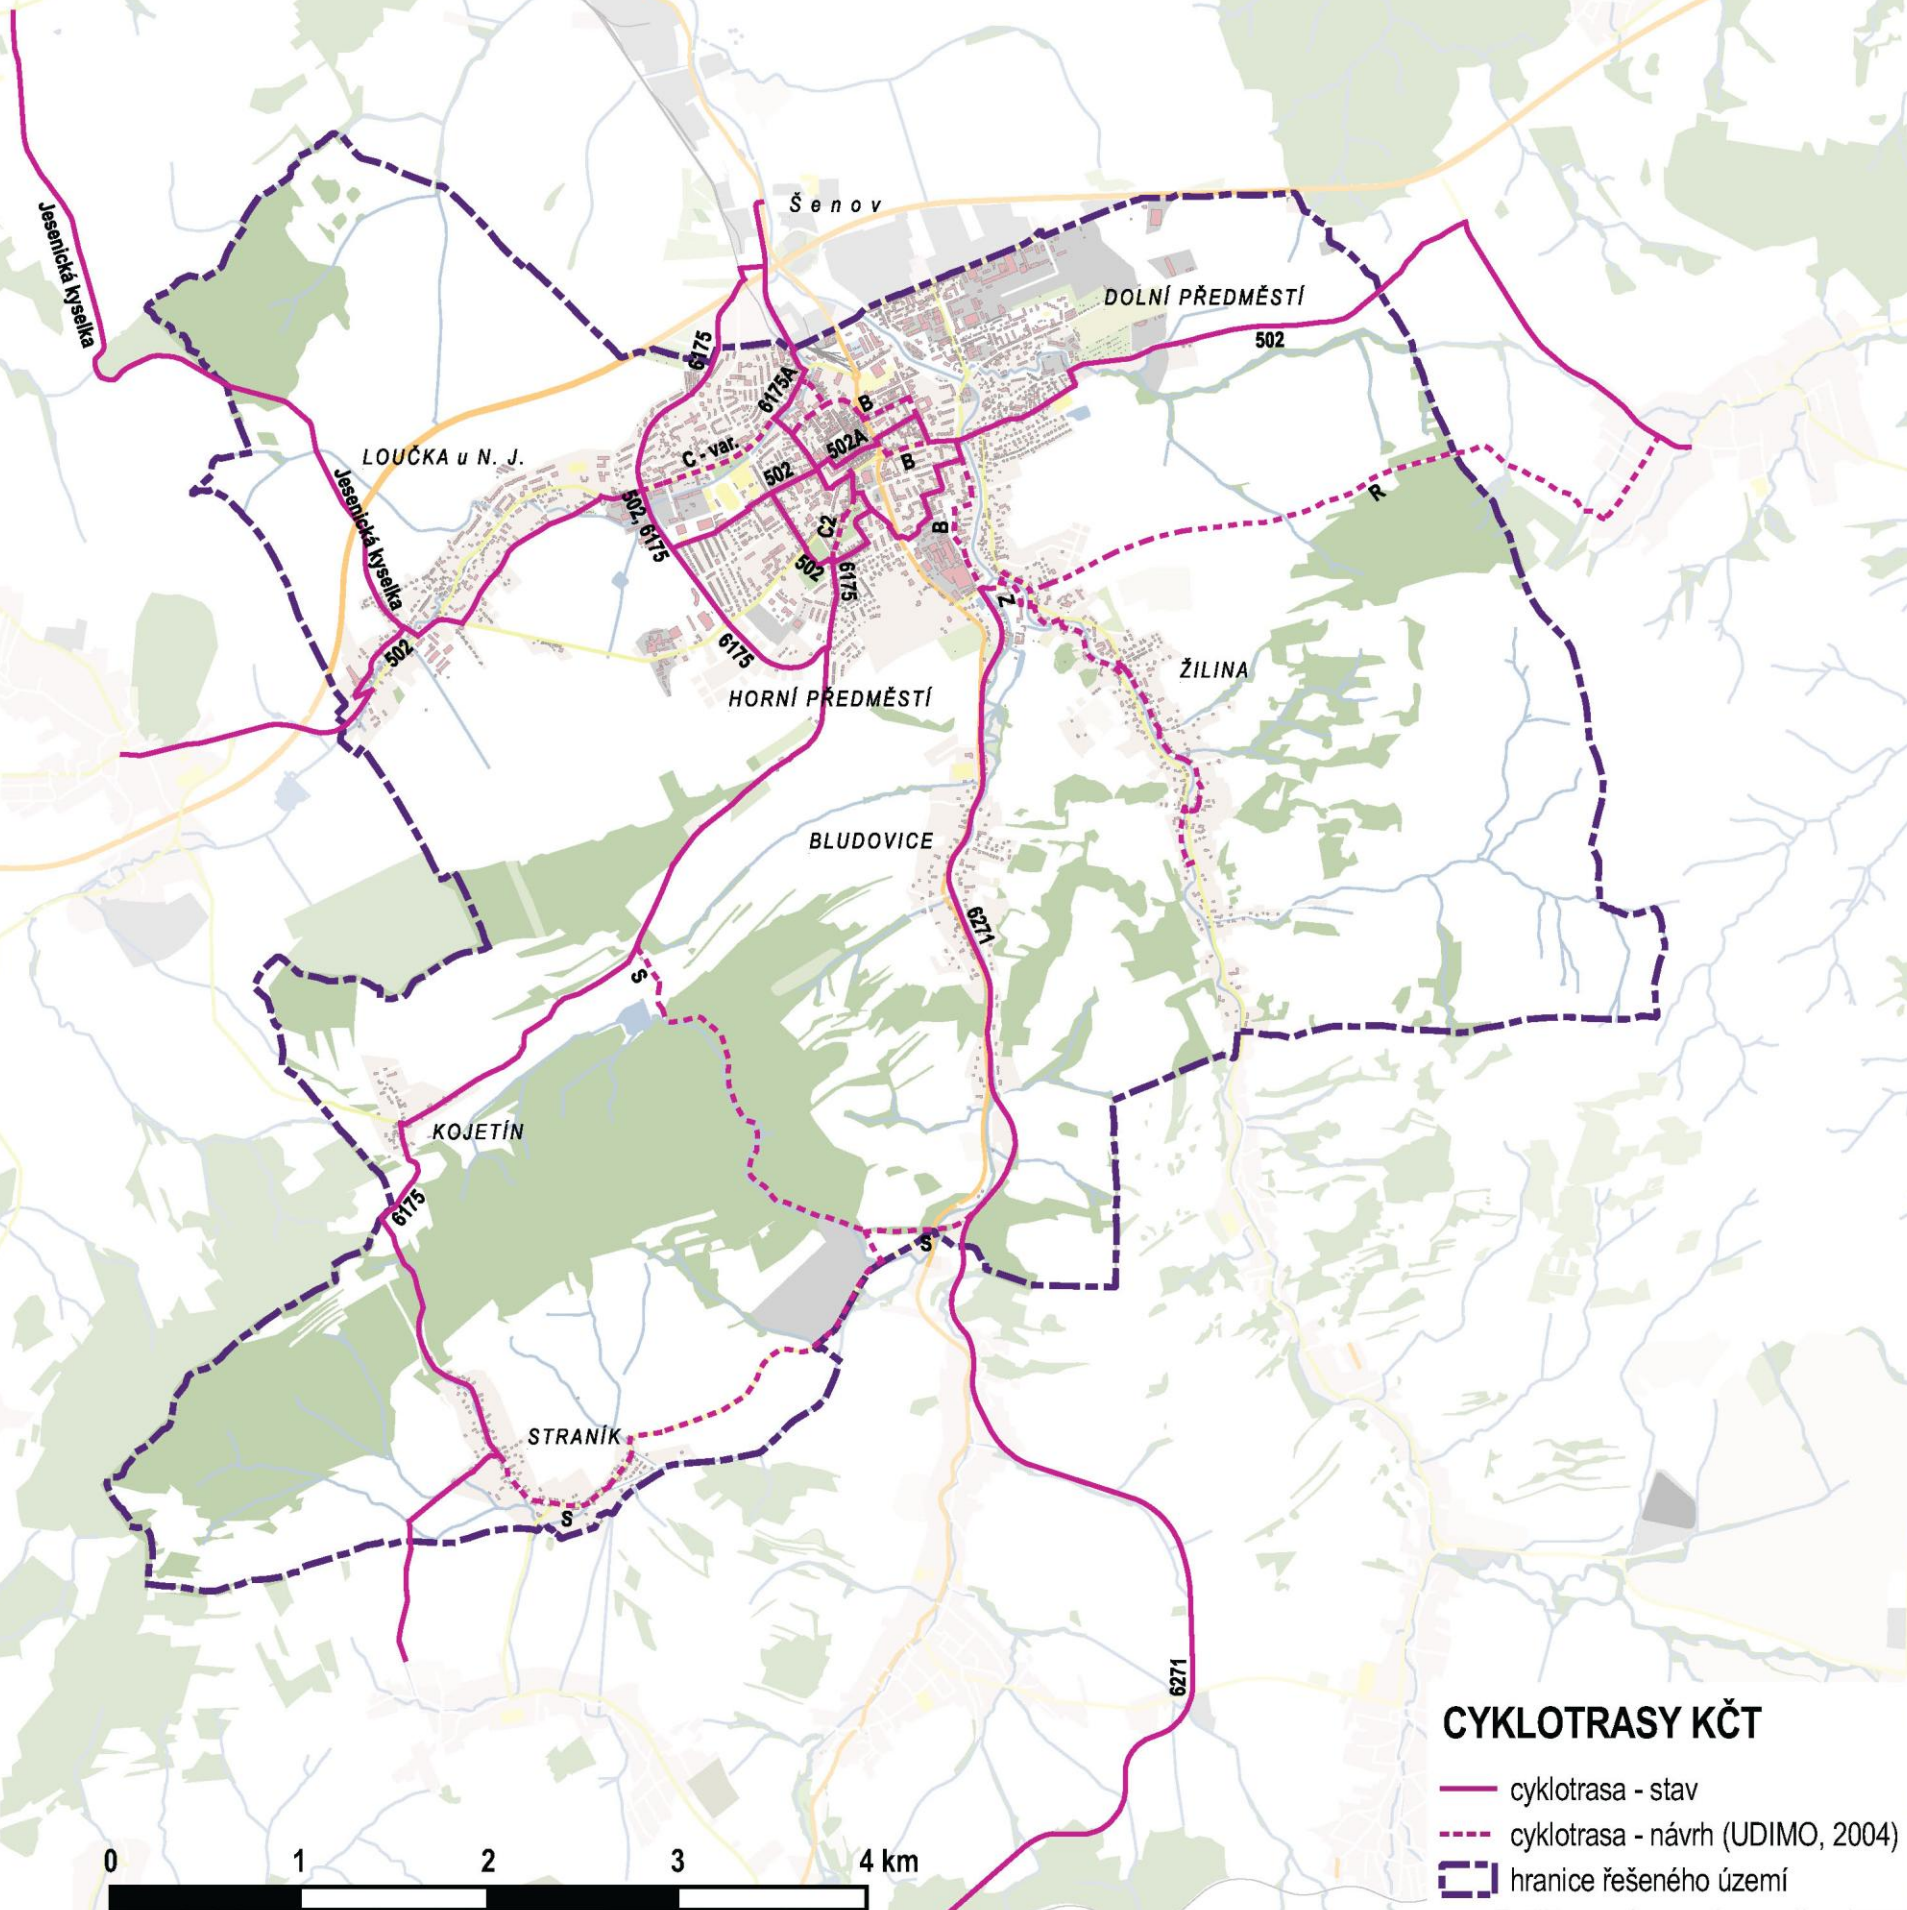 Šenov
Jesenická kyselka
DOLNÍ PŘEDMĚSTÍ
502
6175
6175A
B
502A
C - var.
B
502
LOUČKA u N. J.
Jesenická kyselka
502, 6175
C2
B
R
502
6175
Z
502
6175
ŽILINA
HORNÍ PŘEDMĚSTÍ
BLUDOVICE
6271
S
KOJETÍN
6175
S
STRANÍK
S
6271
CYKLOTRASY KČT
cyklotrasa - stav
cyklotrasa - návrh (UDIMO, 2004)
hranice řešeného území
0 1 2 3 4 km